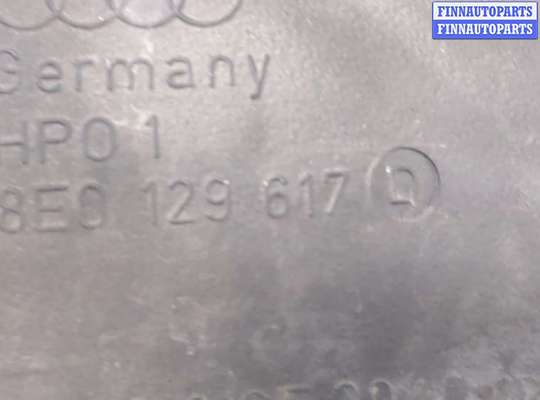 FINNAUTOPARTS
FINNAUTOPARTS
Germany
HPO 1
8E0 129 617 D